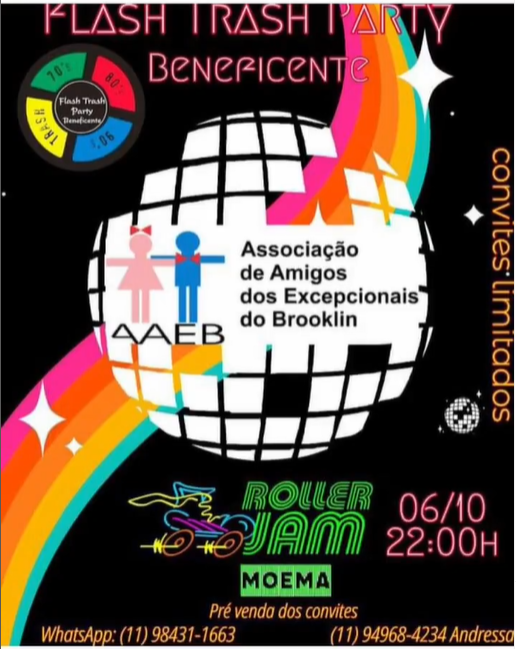 FLASH TRASH PARTY
BENEFICENTE
70's
80's
Flash Trash
Party
Beneficente
TRASH
90's
convites limitados
Associação
de Amigos
dos Excepcionais
do Brooklin
AAEB
ROLLER
JAM
MOEMA
06/10
22:00H
Pré venda dos convites
WhatsApp: (11) 98431-1663
(11) 94968-4234 Andressa